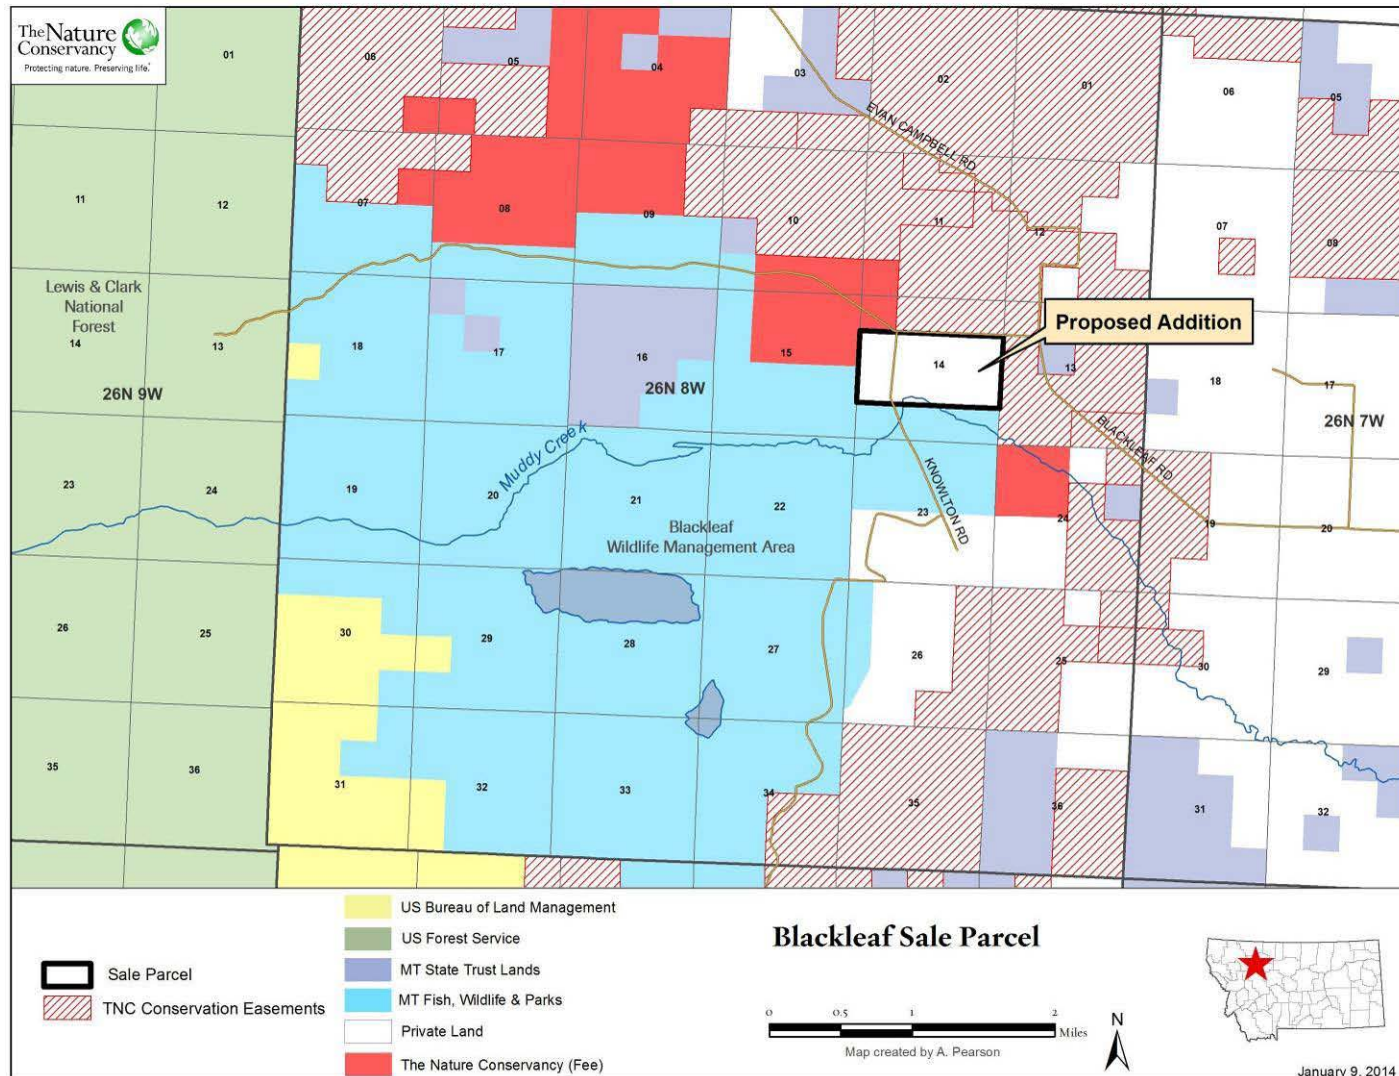 The Nature
Conservancy
Protecting nature. Preserving life.
01
06
05
04
03
02
01
06
05
EVAN CAMPBELL RD
11
12
07
08
09
10
11
12
07
08
Lewis & Clark
National
Forest
14
13
18
17
16
15
14
13
18
17
Proposed Addition
26N 9W
26N 8W
26N 7W
Muddy Creek
KNOWLTON RD
BLACKLEAF RD
23
24
19
20
21
22
23
24
19
20
Blackleaf
Wildlife Management Area
26
25
30
29
28
27
26
25
30
29
35
36
31
32
33
34
35
36
31
32
Sale Parcel
TNC Conservation Easements
US Bureau of Land Management
US Forest Service
MT State Trust Lands
MT Fish, Wildlife & Parks
Private Land
The Nature Conservancy (Fee)
Blackleaf Sale Parcel
0 0.5 1 2
Miles
Map created by A. Pearson
N
January 9, 2014